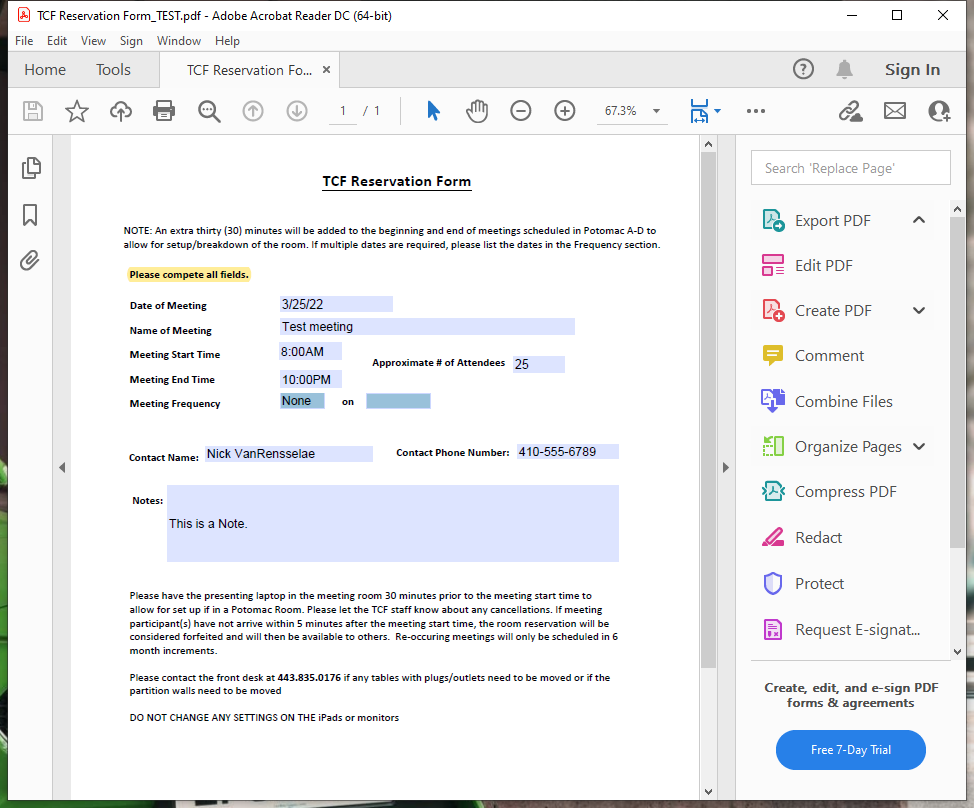 TCF Reservation Form_TEST.pdf - Adobe Acrobat Reader DC (64-bit)
File Edit View Sign Window Help
Home Tools TCF Reservation Fo... × Sign In
1 / 1 67.3%
TCF Reservation Form
NOTE: An extra thirty (30) minutes will be added to the beginning and end of meetings scheduled in Potomac A-D to
allow for setup/breakdown of the room. If multiple dates are required, please list the dates in the Frequency section.
Please compete all fields.
Date of Meeting 3/25/22
Name of Meeting Test meeting
Meeting Start Time 8:00AM
Approximate # of Attendees 25
Meeting End Time 10:00PM
Meeting Frequency None on
Contact Name: Nick VanRensselae Contact Phone Number: 410-555-6789
Notes:
This is a Note.
Please have the presenting laptop in the meeting room 30 minutes prior to the meeting start time to
allow for set up if in a Potomac Room. Please let the TCF staff know about any cancellations. If meeting
participant(s) have not arrive within 5 minutes after the meeting start time, the room reservation will be
considered forfeited and will then be available to others. Re-occuring meetings will only be scheduled in 6
month increments.
Please contact the front desk at 443.835.0176 if any tables with plugs/outlets need to be moved or if the
partition walls need to be moved
DO NOT CHANGE ANY SETTINGS ON THE iPads or monitors
Search 'Replace Page'
Export PDF
Edit PDF
Create PDF
Comment
Combine Files
Organize Pages
Compress PDF
Redact
Protect
Request E-signat...
Create, edit, and e-sign PDF
forms & agreements
Free 7-Day Trial